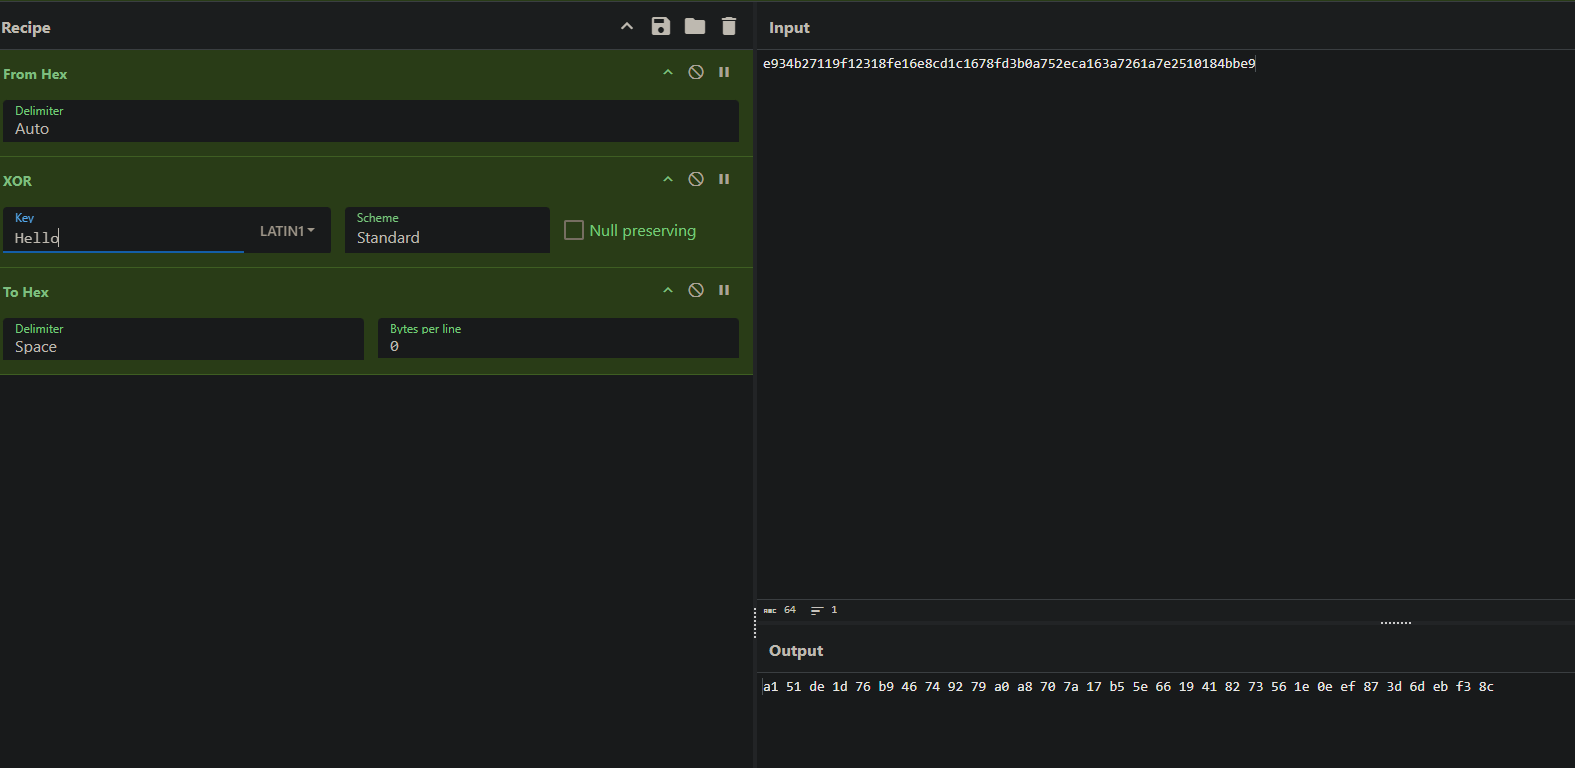 Recipe
From Hex
Delimiter
Auto
XOR
Key
Hello
LATIN1
Scheme
Standard
Null preserving
To Hex
Delimiter
Space
Bytes per line
0
Input
e934b27119f12318fe16e8cd1c1678fd3b0a752eca163a7261a7e2510184bbe9
ABC 64 1
Output
a1 51 de 1d 76 b9 46 74 92 79 a0 a8 70 7a 17 b5 5e 66 19 41 82 73 56 1e 0e ef 87 3d 6d eb f3 8c